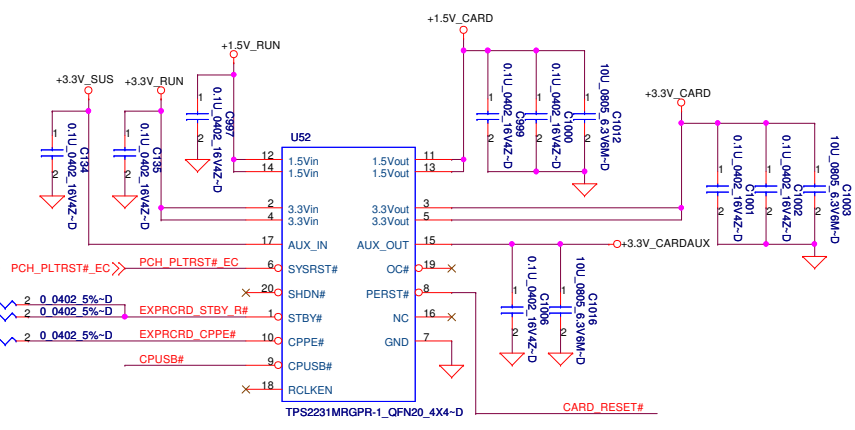 +1.5V_CARD
+1.5V_RUN
+3.3V_SUS
+3.3V_RUN
+3.3V_CARD
1
2
C134
0.1U_0402_16V4Z~D
1
2
C135
0.1U_0402_16V4Z~D
1
2
C997
0.1U_0402_16V4Z~D
1
2
C999
0.1U_0402_16V4Z~D
1
2
C1000
0.1U_0402_16V4Z~D
1
2
C1012
10U_0805_6.3V6M~D
1
2
C1001
0.1U_0402_16V4Z~D
1
2
C1002
0.1U_0402_16V4Z~D
1
2
C1003
10U_0805_6.3V6M~D
U52
12 1.5Vin 1.5Vout 11
14 1.5Vin 1.5Vout 13
2 3.3Vin 3.3Vout 3
4 3.3Vin 3.3Vout 5
17 AUX_IN AUX_OUT 15
+3.3V_CARDAUX
PCH_PLTRST#_EC PCH_PLTRST#_EC 6 SYSRST# OC# 19
20 SHDN# PERST# 8
2 0_0402_5%~D
2 0_0402_5%~D
EXPRCRD_STBY_R# 1 STBY# NC 16
2 0_0402_5%~D
EXPRCRD_CPPE# 10 CPPE# GND 7
CPUSB# 9 CPUSB#
18 RCLKEN
1
2
C1006
0.1U_0402_16V4Z~D
1
2
C1016
10U_0805_6.3V6M~D
TPS2231MRGPR-1_QFN20_4X4~D
CARD_RESET#